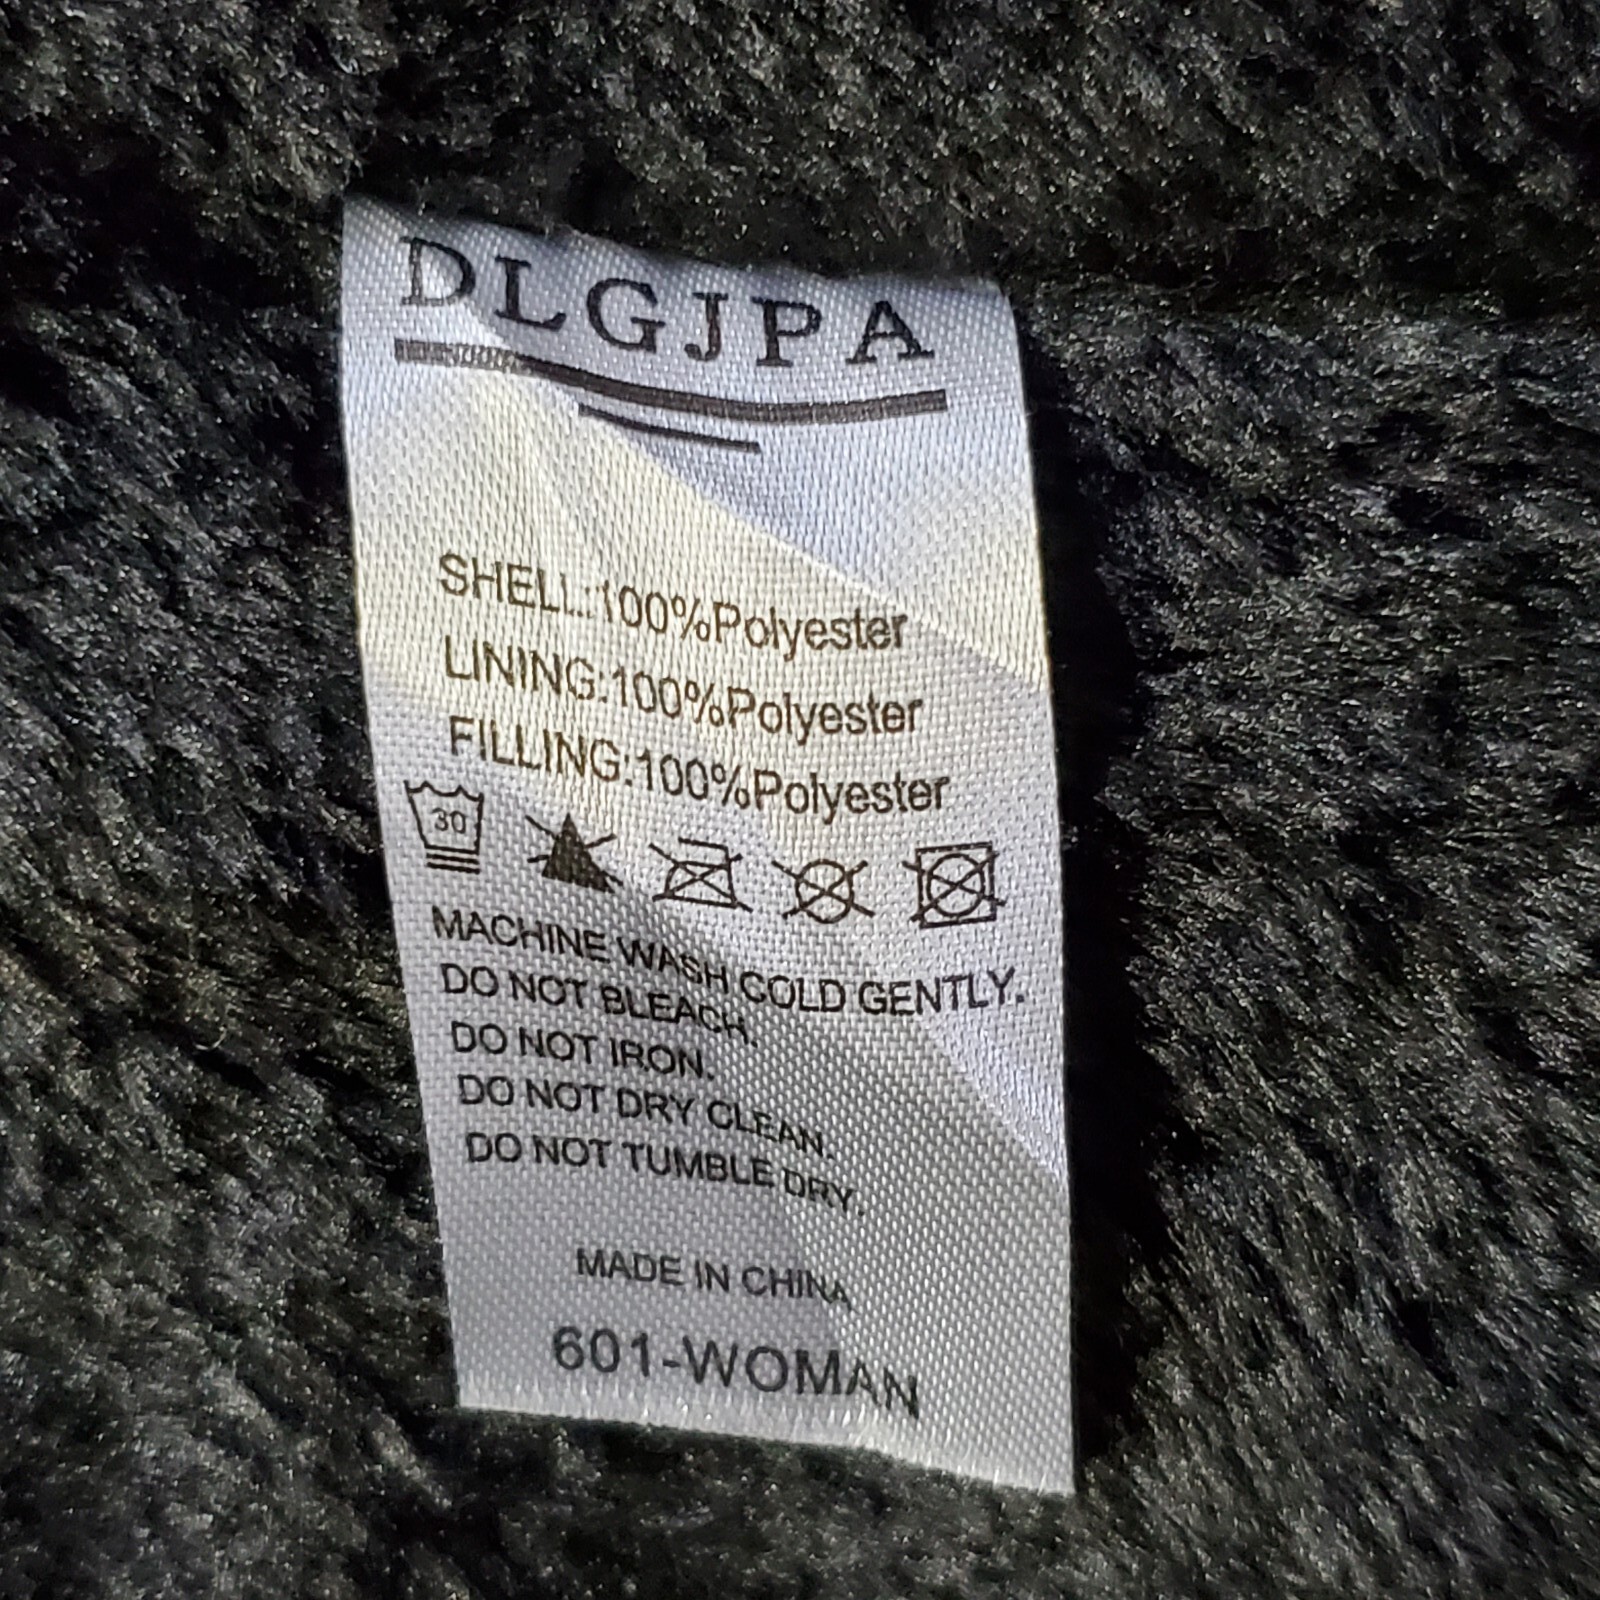 DLGJPA
SHELL:100%Polyester
LINING:100%Polyester
FILLING:100%Polyester
30
MACHINE WASH COLD GENTLY.
DO NOT BLEACH.
DO NOT IRON.
DO NOT DRY CLEAN.
DO NOT TUMBLE DRY.
MADE IN CHINA
601-WOMAN